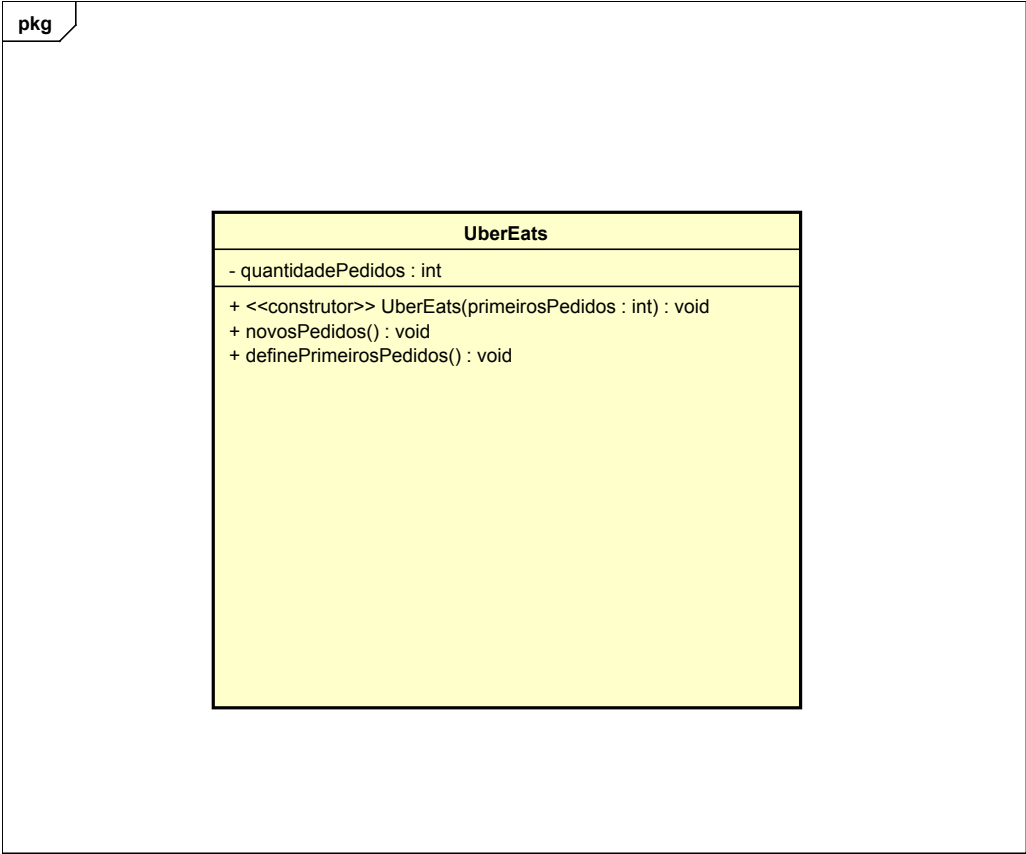 pkg
UberEats
- quantidadePedidos : int
+ <<construtor>> UberEats(primeirosPedidos : int) : void
+ novosPedidos() : void
+ definePrimeirosPedidos() : void